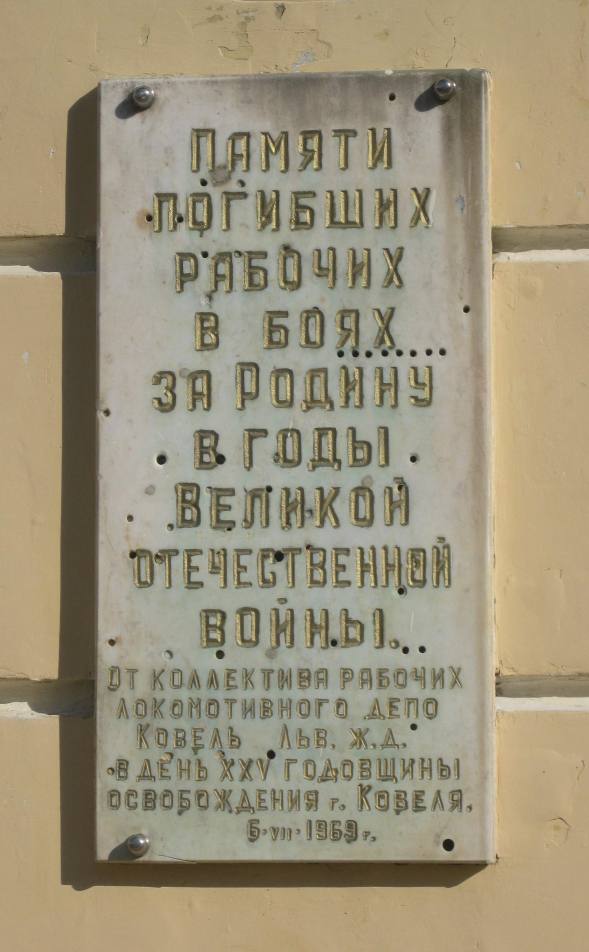 Памяти
погибших
рабочих
в боях
за Родину
в годы
Великой
Отечественной
войны.
От коллектива рабочих
локомотивного депо
Ковель Льв. ж.д.
в день XXV годовщины
освобождения г. Ковеля,
6·VII·1969 г.